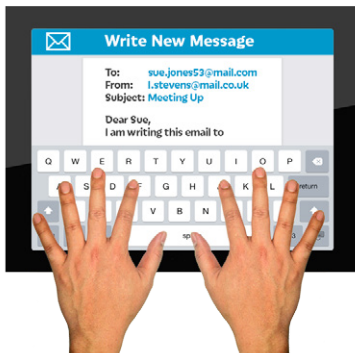 Write New Message
To: sue.jones53@mail.com
From: l.stevens@mail.co.uk
Subject: Meeting Up
Dear Sue,
I am writing this email to
Q W E R T Y U I O P
S D F G H J K L return
V B N